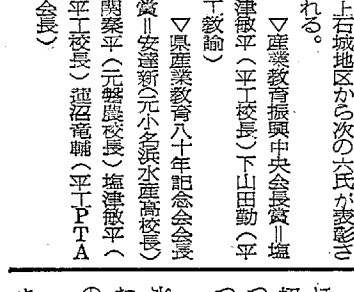 上石城地区から次の六氏が表彰さ
れる。
▽産業教育振興中央会長賞＝塩
津敏平（平工校長）下山田勤（平
工教諭）
▽県産業教育八十年記念会会長
賞＝安達新（元小名浜水産高校長）
関秦平（元磐農校長）塩津敏平（
平工校長）蓮沼竜輔（平工ＰＴＡ
会長）